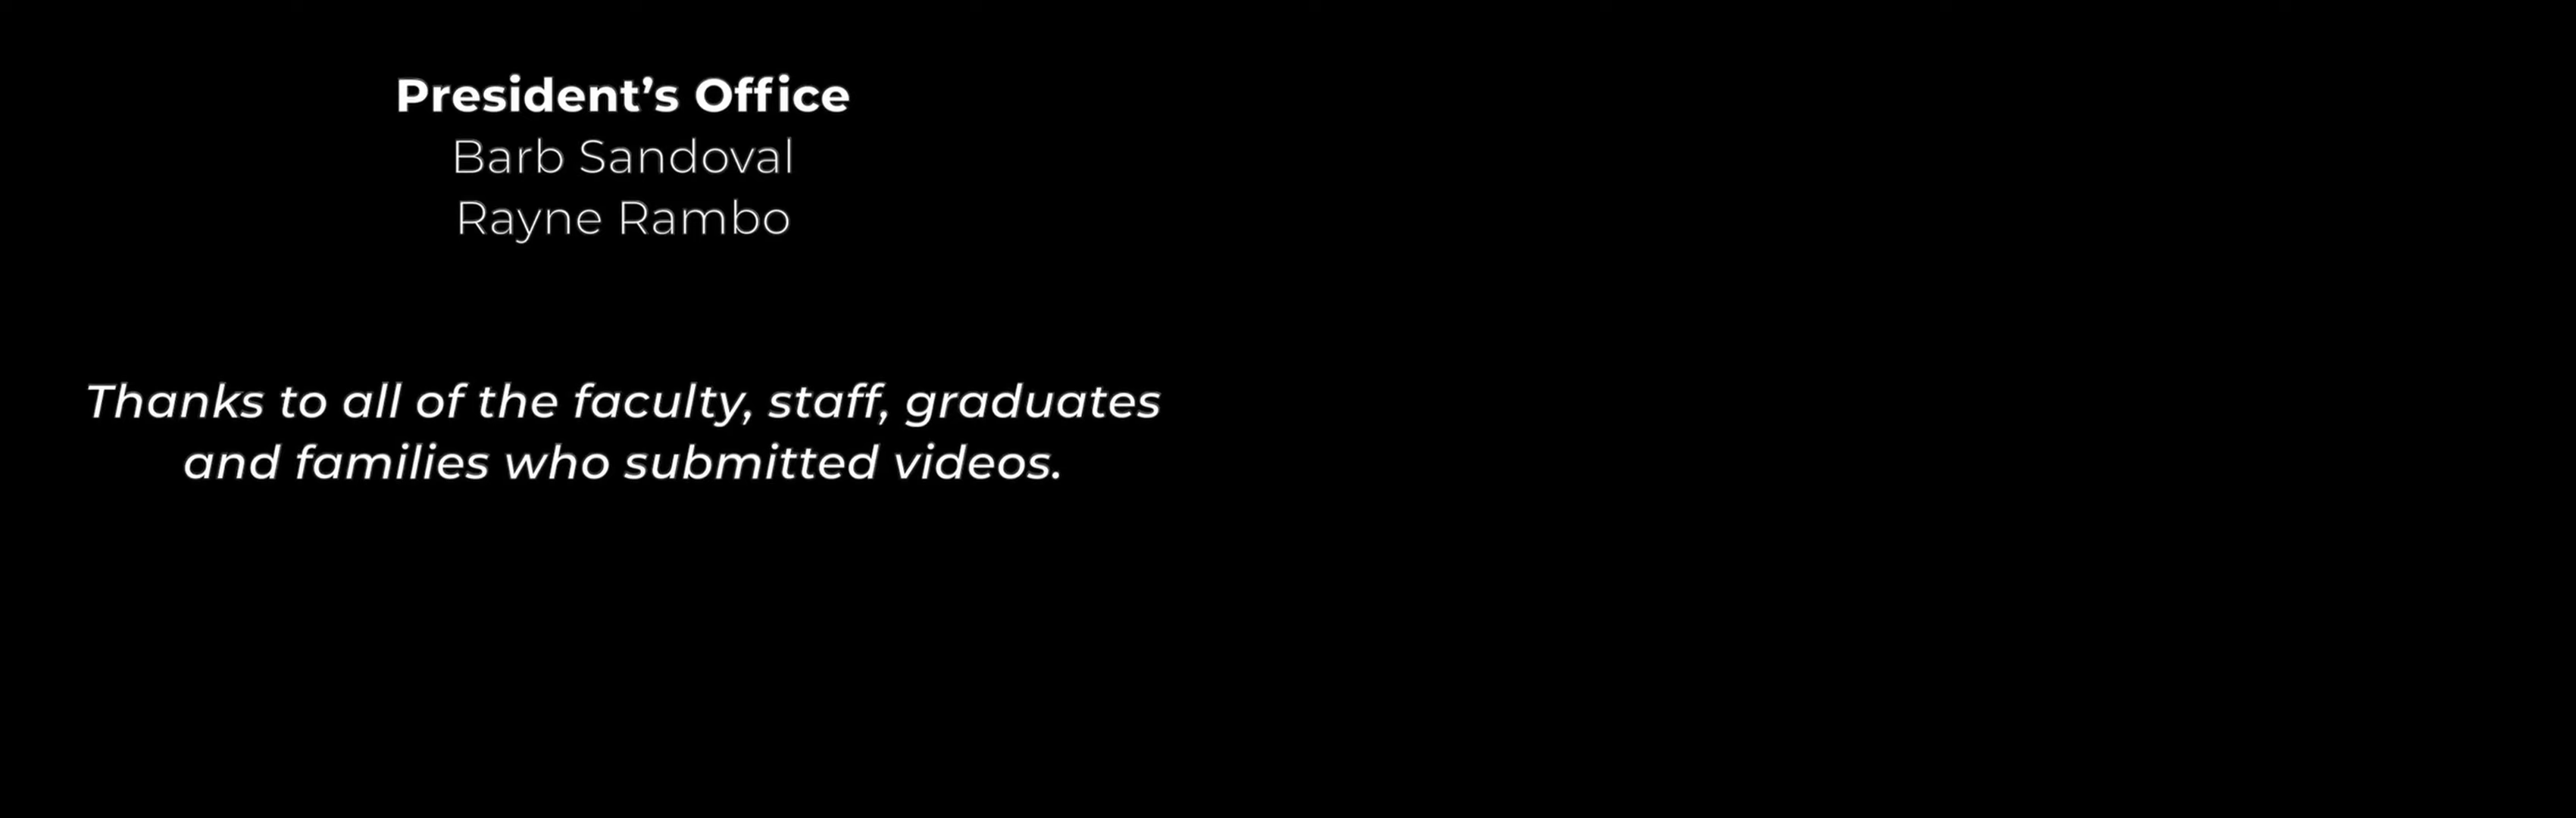 President’s Office
Barb Sandoval
Rayne Rambo
Thanks to all of the faculty, staff, graduates
and families who submitted videos.